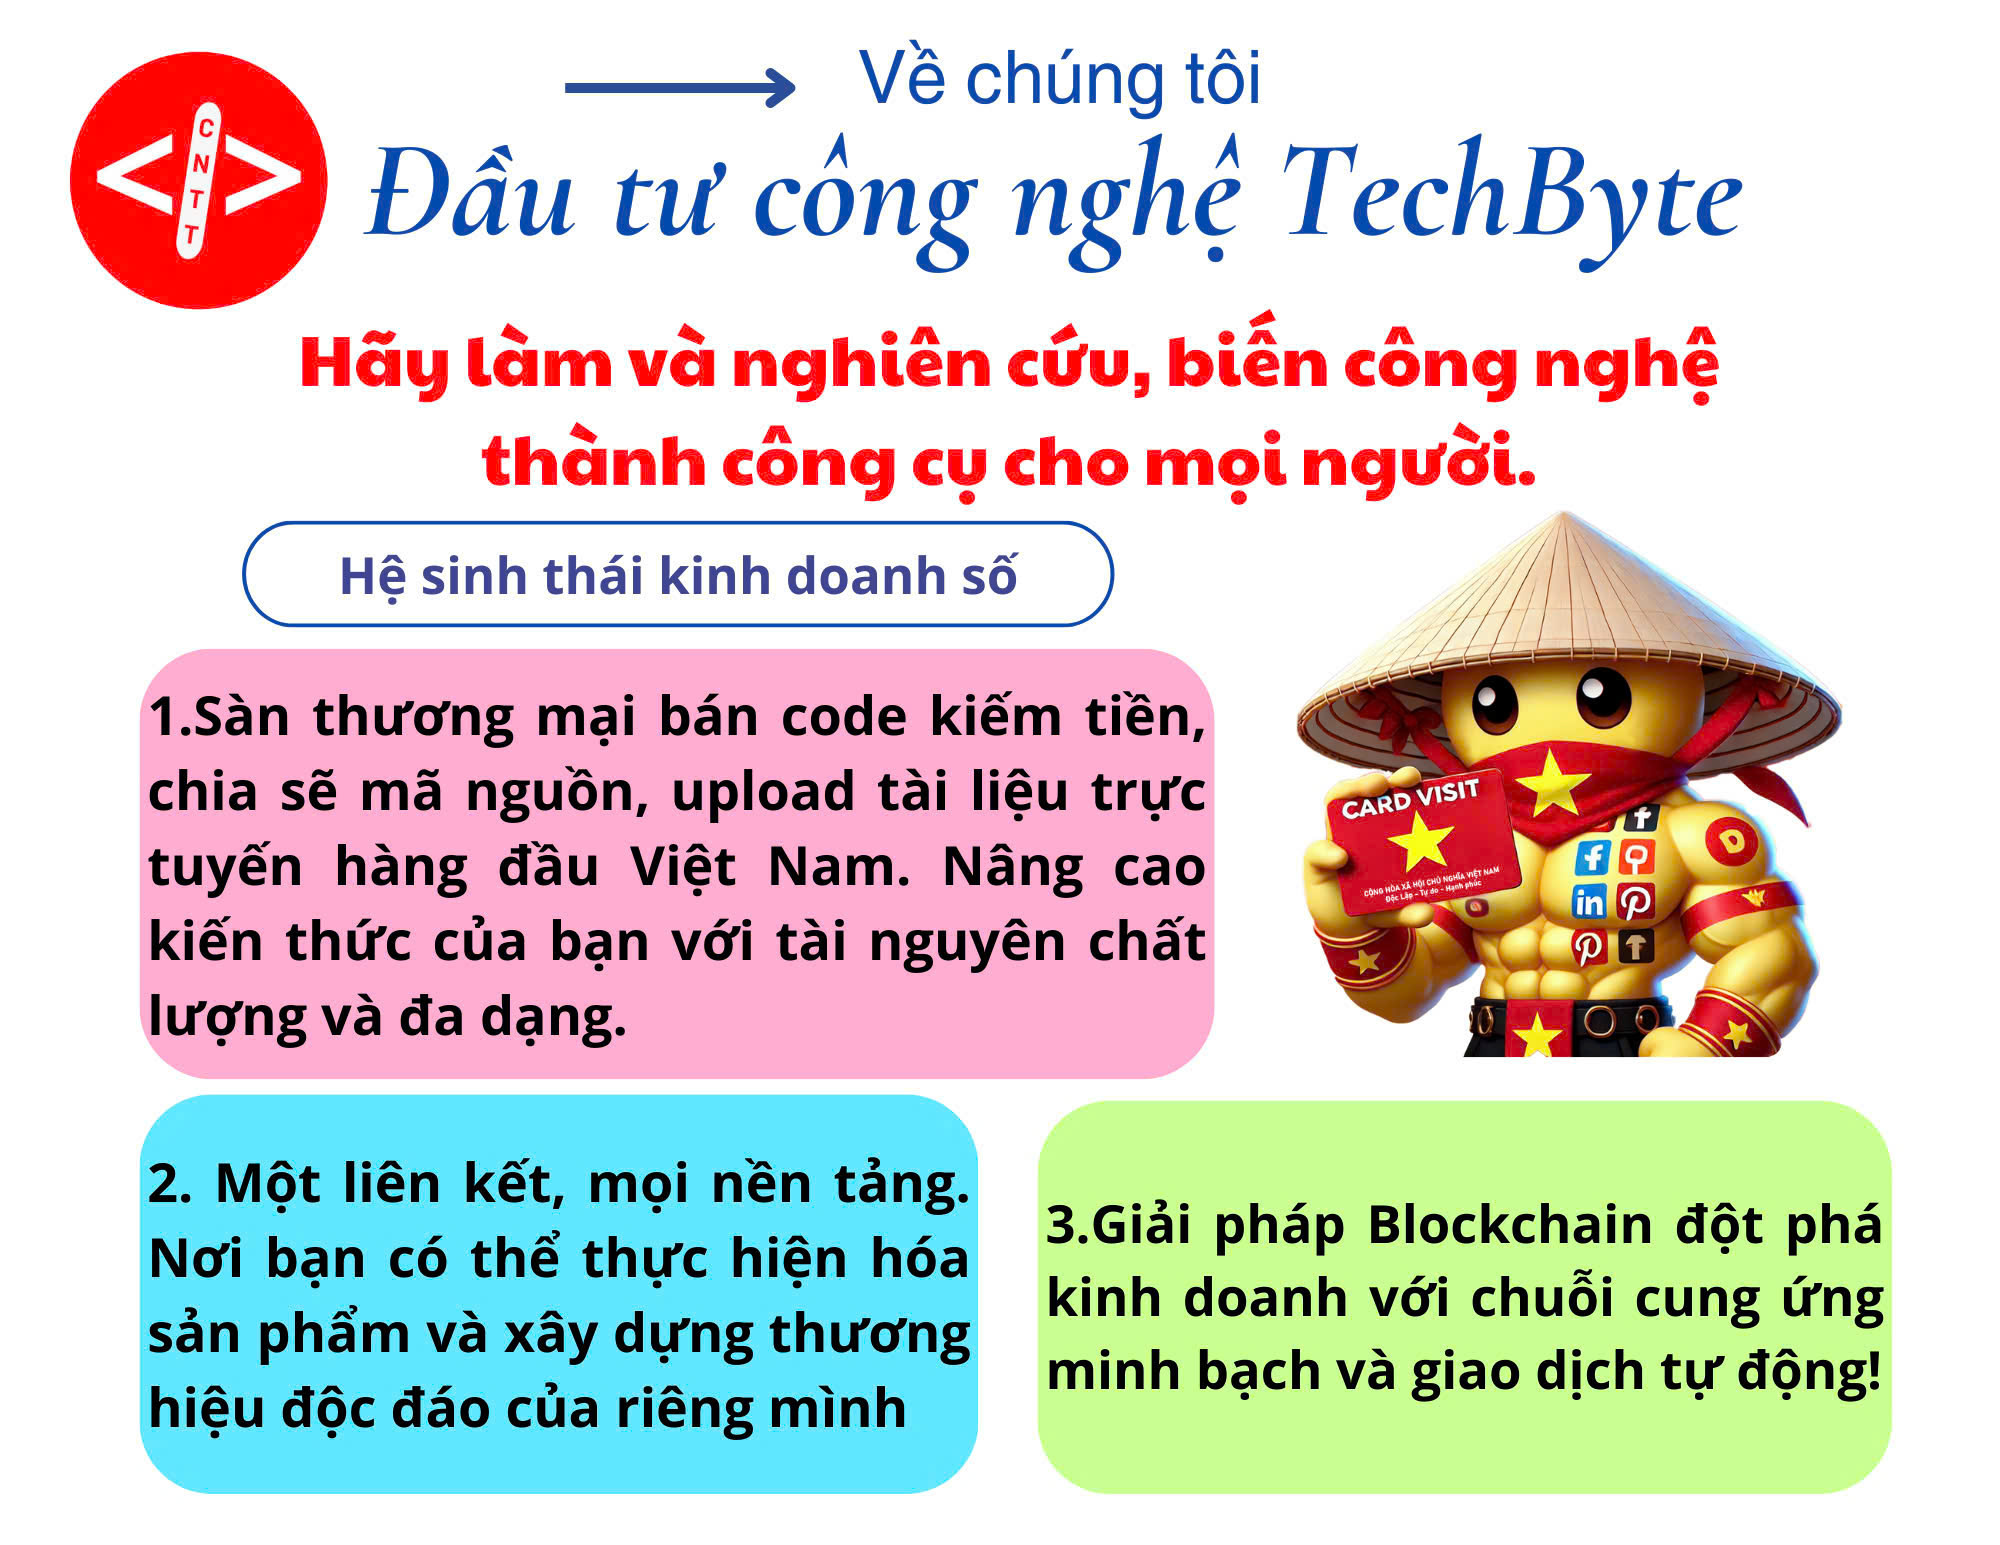 C
N
T
T
Về chúng tôi
Đầu tư công nghệ TechByte
Hãy làm và nghiên cứu, biến công nghệ
thành công cụ cho mọi người.
Hệ sinh thái kinh doanh số
1.Sàn thương mại bán code kiếm tiền,
chia sẽ mã nguồn, upload tài liệu trực
tuyến hàng đầu Việt Nam. Nâng cao
kiến thức của bạn với tài nguyên chất
lượng và đa dạng.
CARD VISIT
CỘNG HÒA XÃ HỘI CHỦ NGHĨA VIỆT NAM
Độc Lập - Tự do - Hạnh phúc
D
f
f
in
2. Một liên kết, mọi nền tảng.
Nơi bạn có thể thực hiện hóa
sản phẩm và xây dựng thương
hiệu độc đáo của riêng mình
3.Giải pháp Blockchain đột phá
kinh doanh với chuỗi cung ứng
minh bạch và giao dịch tự động!